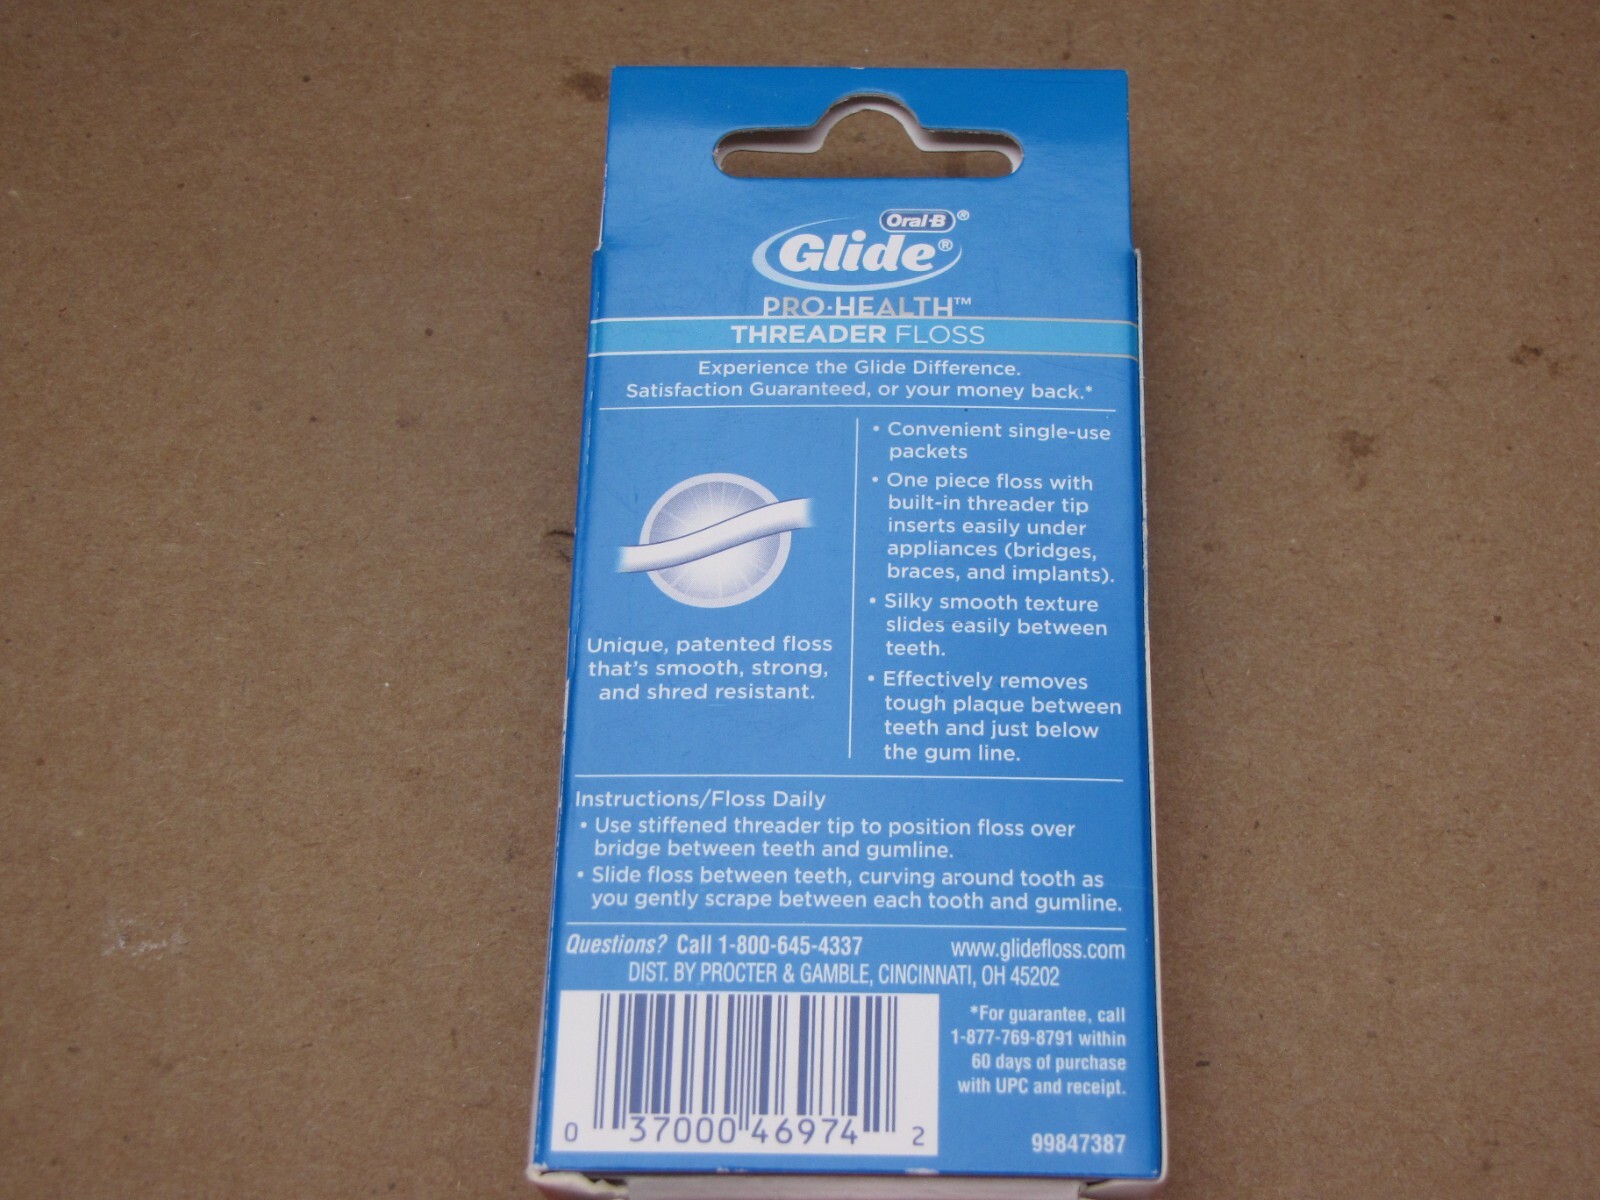 Oral-B®
Glide®
PRO-HEALTH™
THREADER FLOSS
Experience the Glide Difference.
Satisfaction Guaranteed, or your money back.*
Unique, patented floss
that's smooth, strong,
and shred resistant.
• Convenient single-use
packets
• One piece floss with
built-in threader tip
inserts easily under
appliances (bridges,
braces, and implants).
• Silky smooth texture
slides easily between
teeth.
• Effectively removes
tough plaque between
teeth and just below
the gum line.
Instructions/Floss Daily
• Use stiffened threader tip to position floss over
bridge between teeth and gumline.
• Slide floss between teeth, curving around tooth as
you gently scrape between each tooth and gumline.
Questions? Call 1-800-645-4337 www.glidefloss.com
DIST. BY PROCTER & GAMBLE, CINCINNATI, OH 45202
*For guarantee, call
1-877-769-8791 within
60 days of purchase
with UPC and receipt.
0 37000 46974 2
99847387